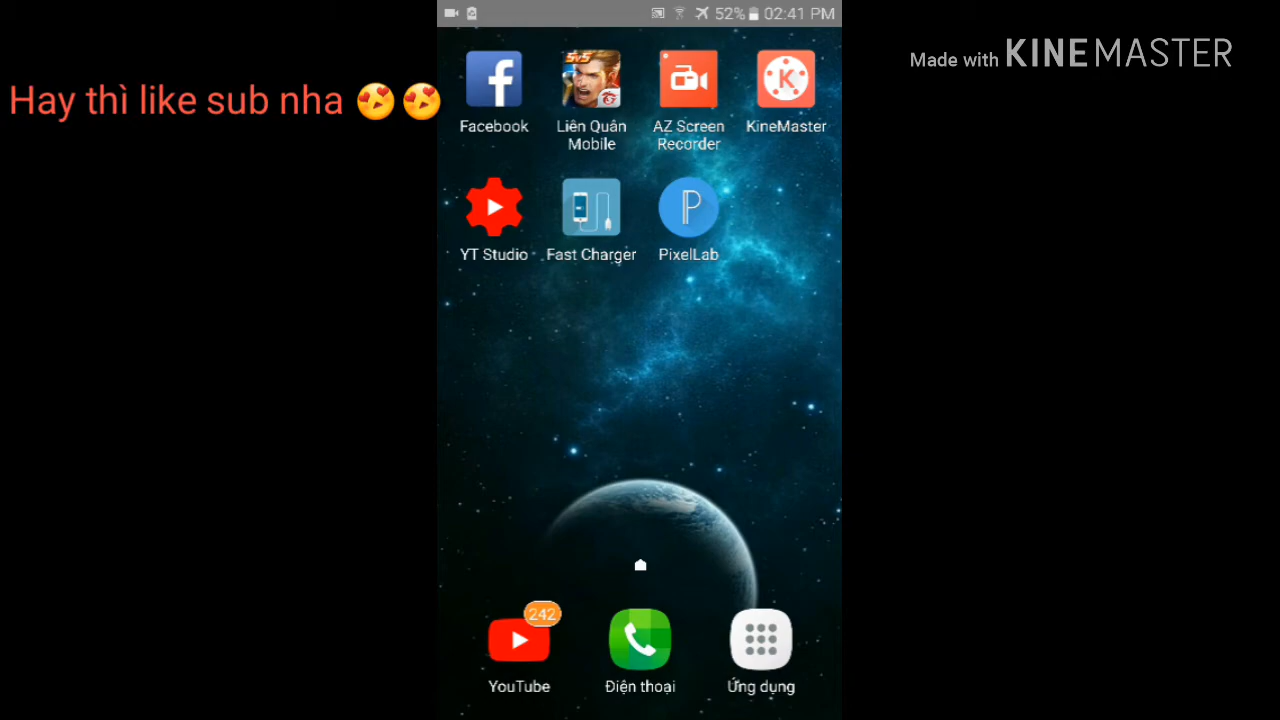 52% 02:41 PM
Made with KINEMASTER
Hay thì like sub nha 😍😍
Facebook
5v5
Liên Quân
Mobile
AZ Screen
Recorder
KineMaster
YT Studio
Fast Charger
PixelLab
242
YouTube
Điện thoại
Ứng dụng